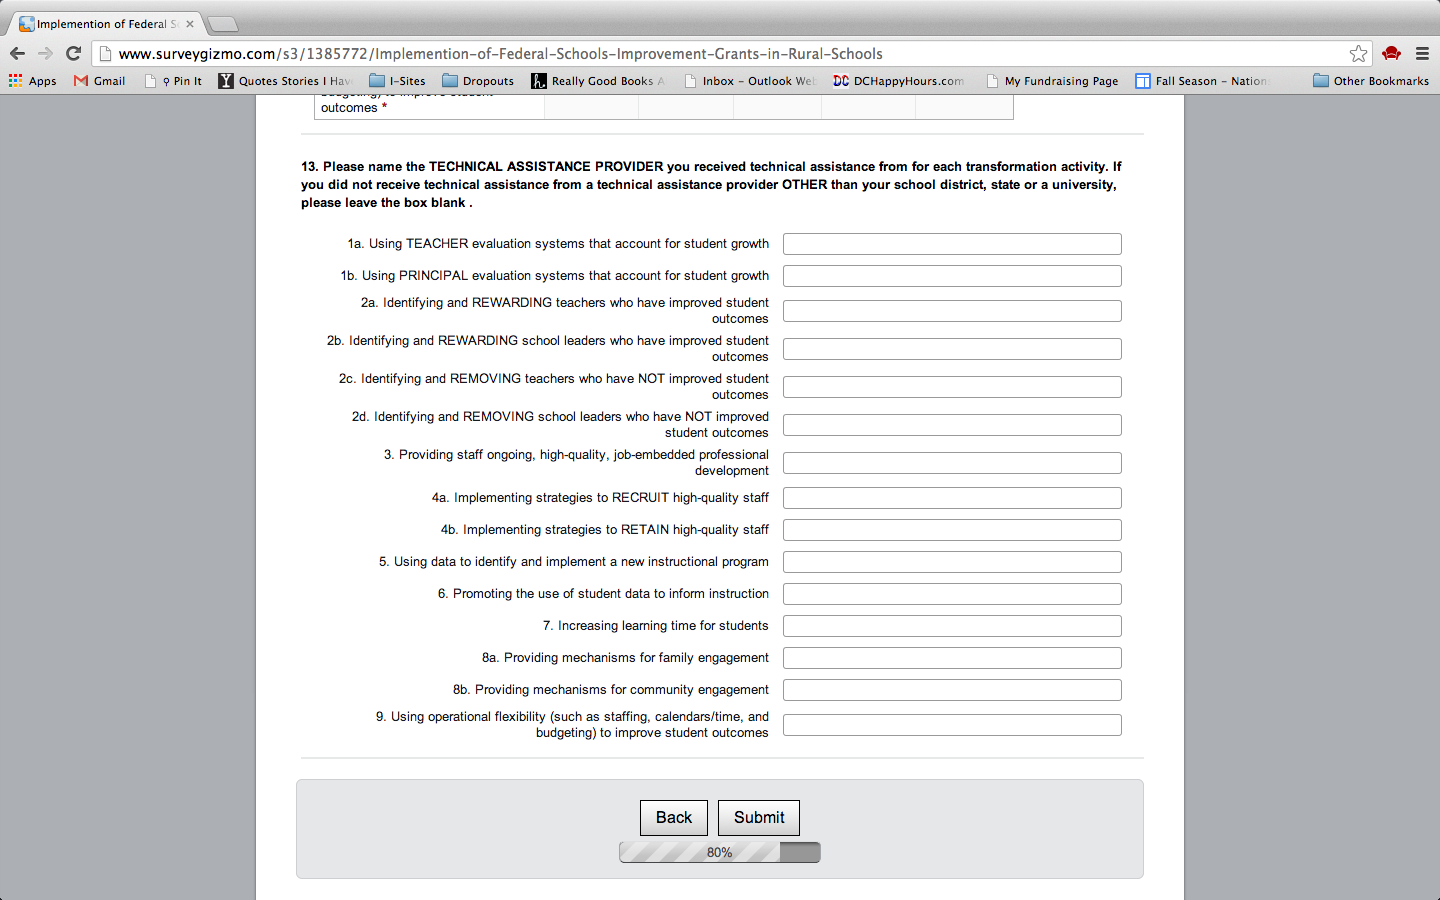 Implemention of Federal S
www.surveygizmo.com/s3/1385772/Implemention-of-Federal-Schools-Improvement-Grants-in-Rural-Schools
Apps Gmail Pin It Quotes Stories I Hav I-Sites Dropouts Really Good Books Inbox – Outlook Web DCHappyHours.com My Fundraising Page Fall Season – Nation Other Bookmarks
outcomes *
13. Please name the TECHNICAL ASSISTANCE PROVIDER you received technical assistance from for each transformation activity. If
you did not receive technical assistance from a technical assistance provider OTHER than your school district, state or a university,
please leave the box blank .
1a. Using TEACHER evaluation systems that account for student growth
1b. Using PRINCIPAL evaluation systems that account for student growth
2a. Identifying and REWARDING teachers who have improved student
outcomes
2b. Identifying and REWARDING school leaders who have improved student
outcomes
2c. Identifying and REMOVING teachers who have NOT improved student
outcomes
2d. Identifying and REMOVING school leaders who have NOT improved
student outcomes
3. Providing staff ongoing, high-quality, job-embedded professional
development
4a. Implementing strategies to RECRUIT high-quality staff
4b. Implementing strategies to RETAIN high-quality staff
5. Using data to identify and implement a new instructional program
6. Promoting the use of student data to inform instruction
7. Increasing learning time for students
8a. Providing mechanisms for family engagement
8b. Providing mechanisms for community engagement
9. Using operational flexibility (such as staffing, calendars/time, and
budgeting) to improve student outcomes
Back Submit
80%